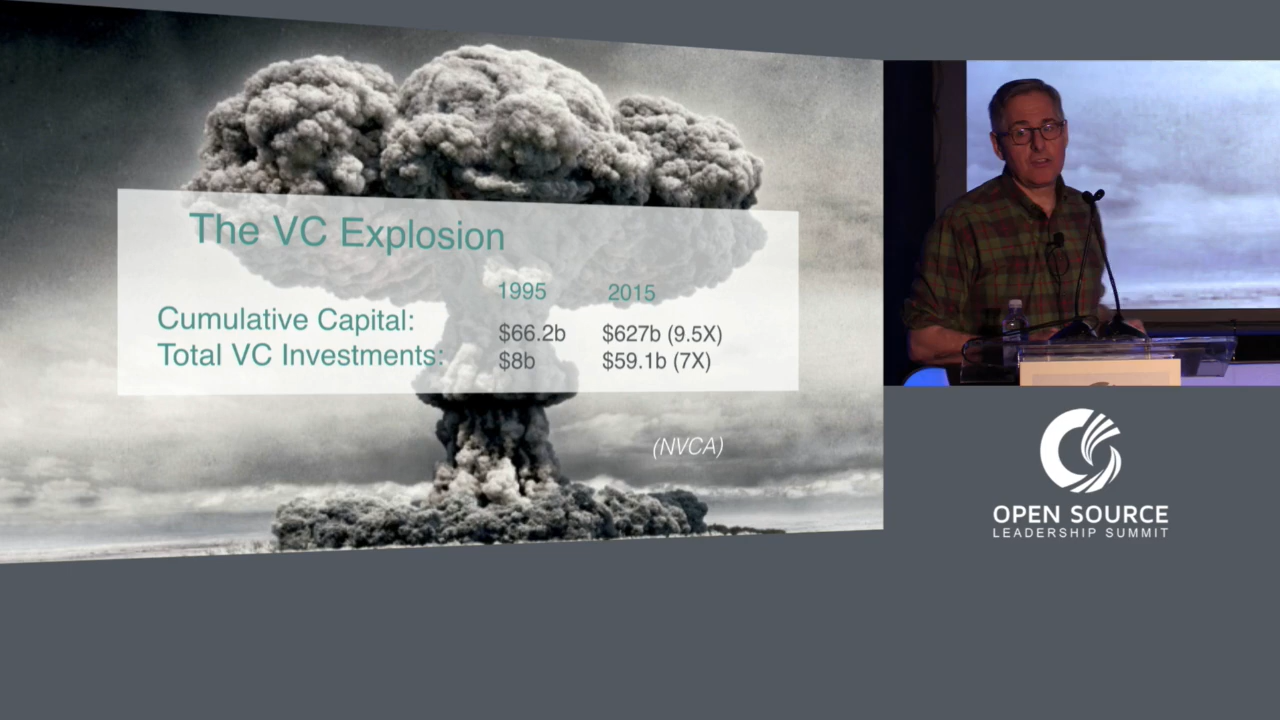 The VC Explosion
1995 2015
Cumulative Capital: $66.2b $627b (9.5X)
Total VC Investments: $8b $59.1b (7X)
(NVCA)
OPEN SOURCE
LEADERSHIP SUMMIT